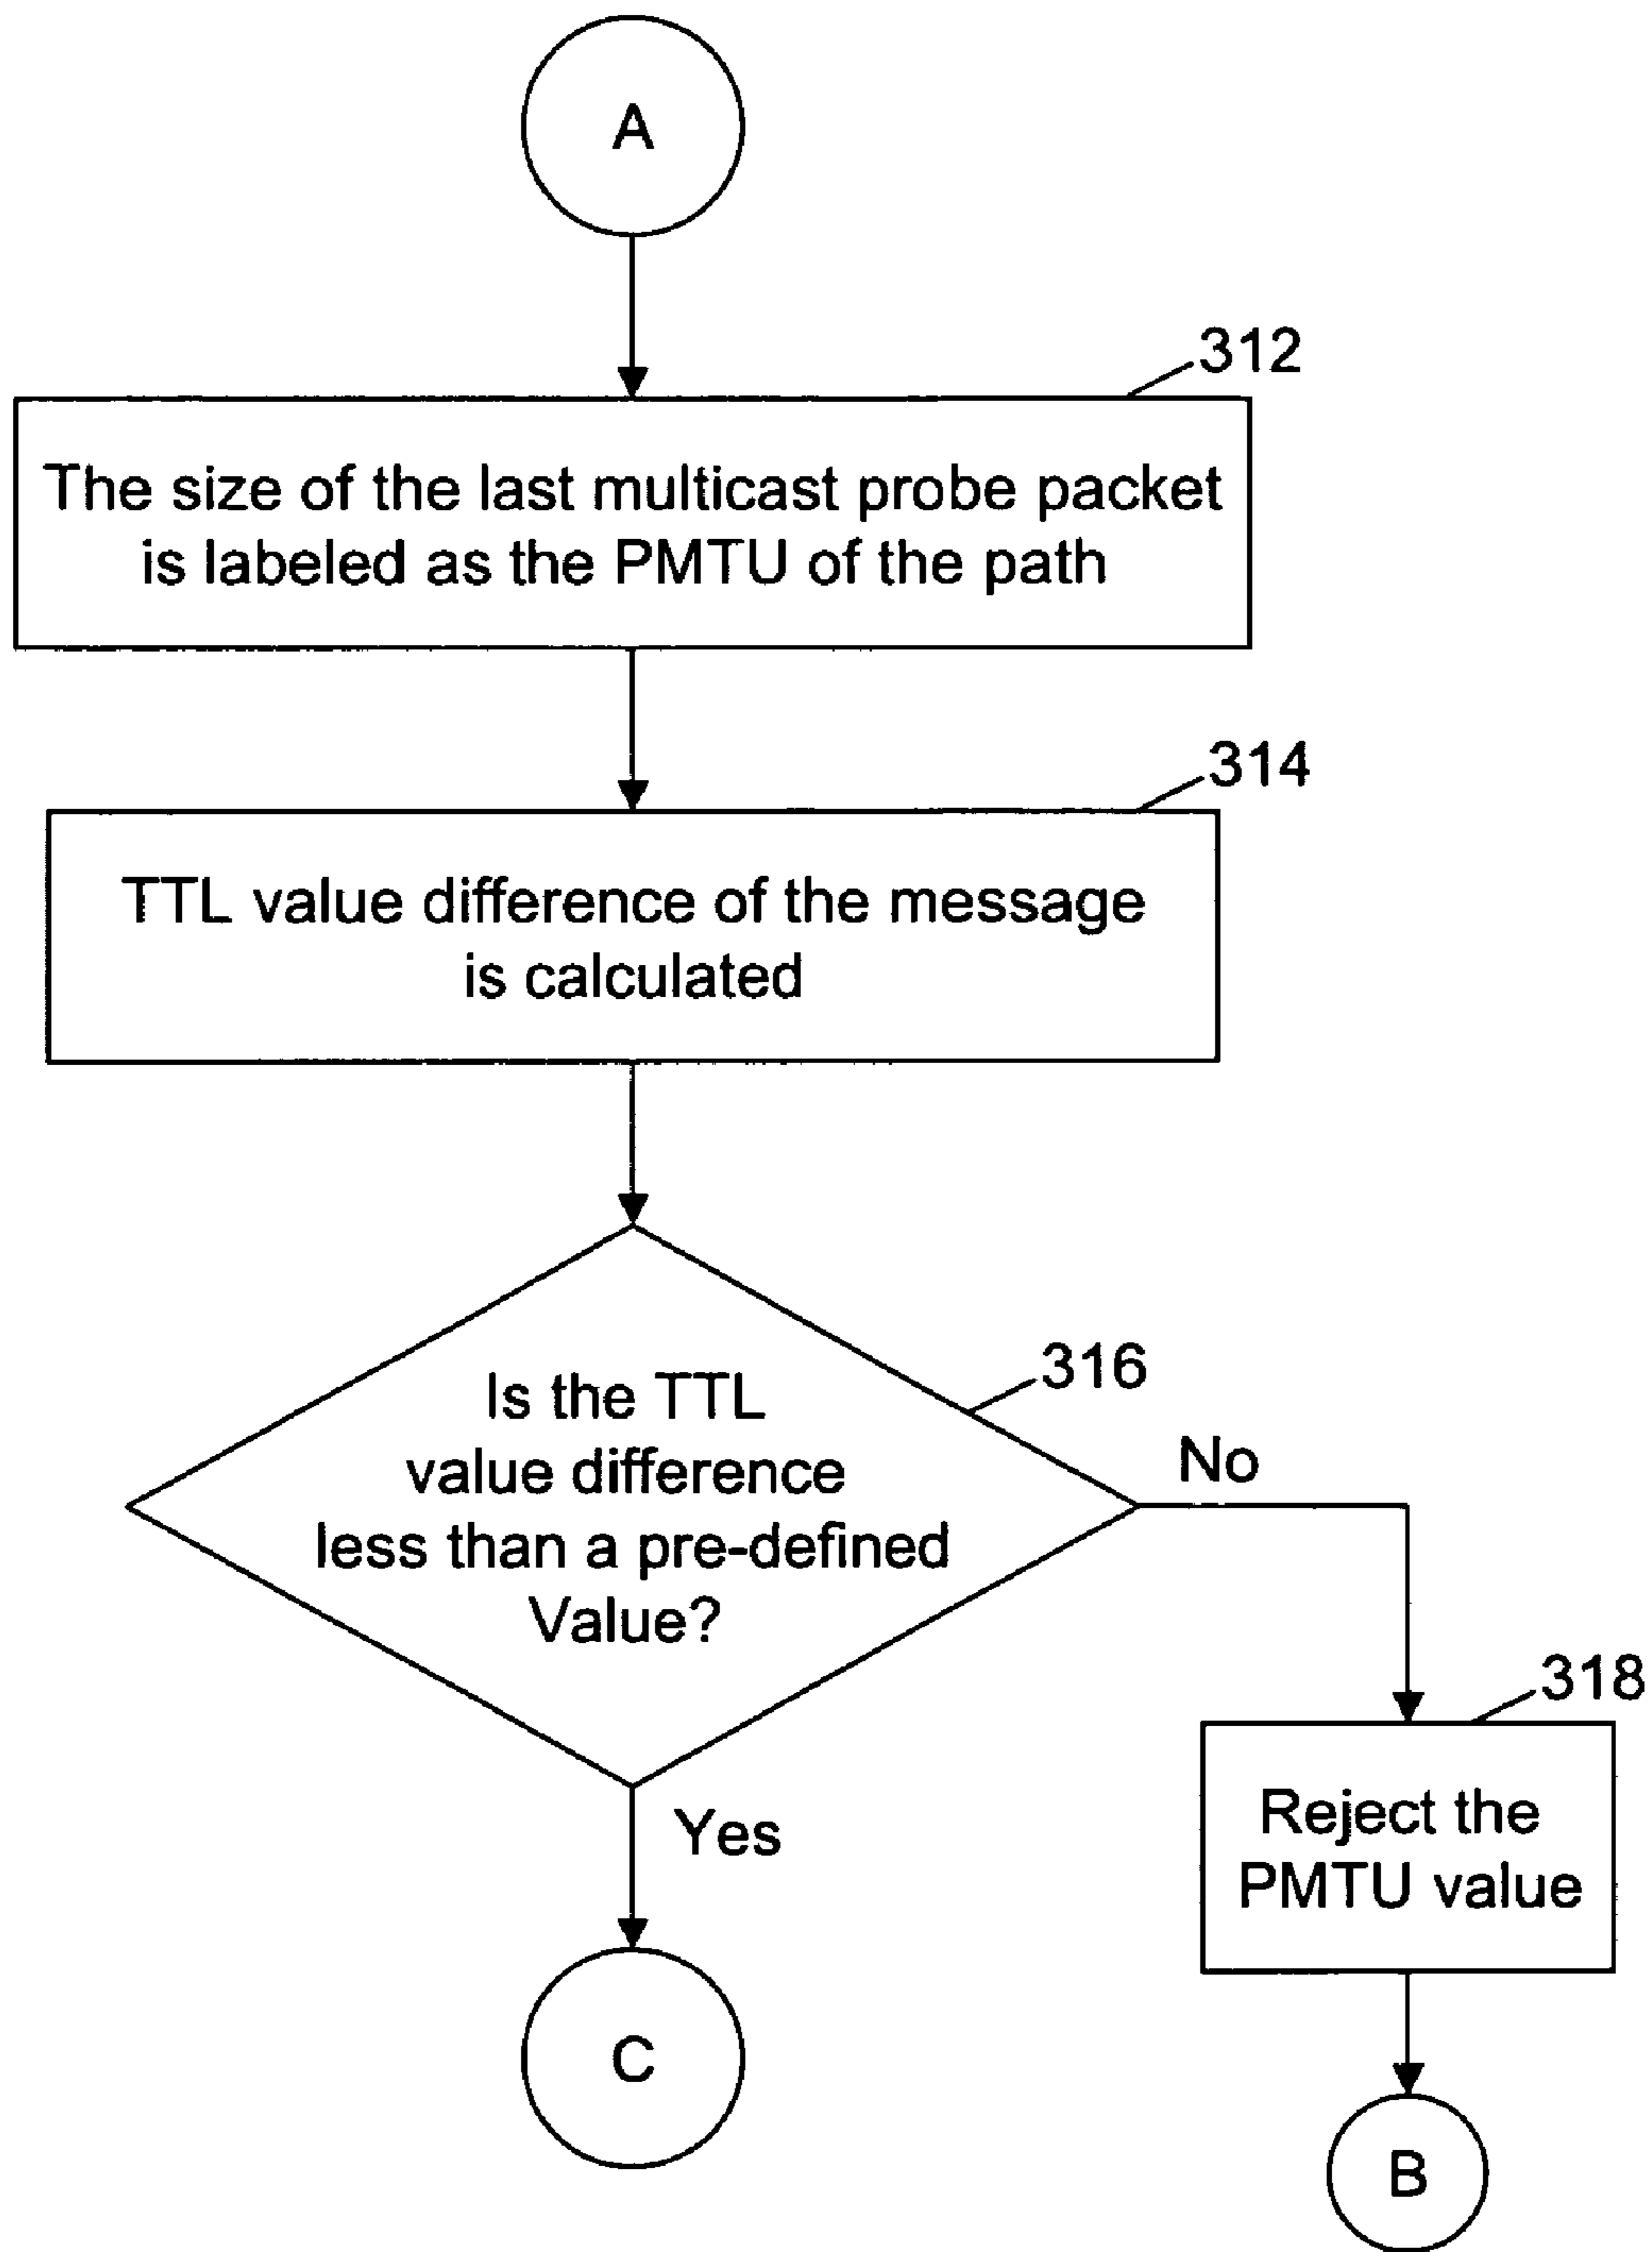 A
312
The size of the last multicast probe packet
is labeled as the PMTU of the path
314
TTL value difference of the message
is calculated
316
Is the TTL
value difference
less than a pre-defined
Value?
No
Yes
318
Reject the
PMTU value
C
B